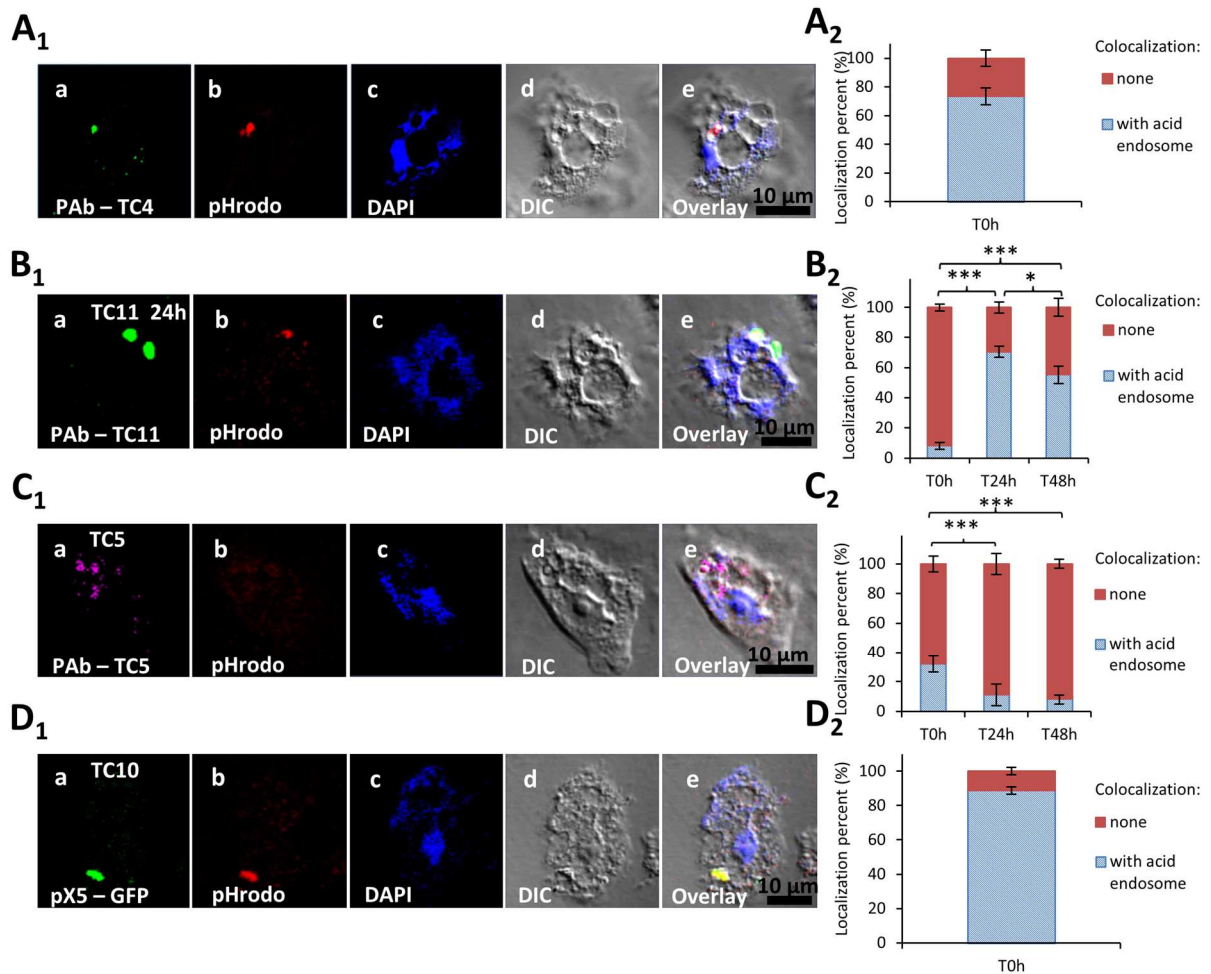 A1
a
b
c
d
e
PAb – TC4
pHrodo
DAPI
DIC
Overlay
10 µm
A2
Localization percent (%)
100
80
60
40
20
0
T0h
Colocalization:
none
with acid
endosome
B1
a
TC11 24h
b
c
d
e
PAb – TC11
pHrodo
DAPI
DIC
Overlay
10 µm
B2
***
***
*
Localization percent (%)
100
80
60
40
20
0
T0h
T24h
T48h
Colocalization:
none
with acid
endosome
C1
a
TC5
b
c
d
e
PAb – TC5
pHrodo
DIC
Overlay
10 µm
C2
***
***
Localization percent (%)
100
80
60
40
20
0
T0h
T24h
T48h
Colocalization:
none
with acid
endosome
D1
a
TC10
b
c
d
e
pX5 – GFP
pHrodo
DAPI
DIC
Overlay
10 µm
D2
Localization percent (%)
100
80
60
40
20
0
T0h
Colocalization:
none
with acid
endosome